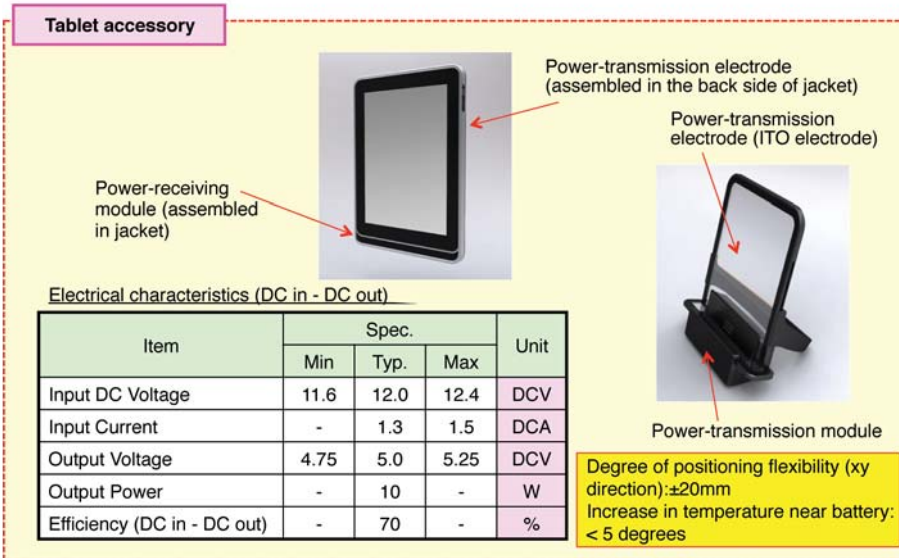 Tablet accessory
Power-transmission electrode
(assembled in the back side of jacket)
Power-transmission
electrode (ITO electrode)
Power-receiving
module (assembled
in jacket)
Electrical characteristics (DC in - DC out)
Item Spec. Unit
Min Typ. Max
Input DC Voltage 11.6 12.0 12.4 DCV
Input Current - 1.3 1.5 DCA
Output Voltage 4.75 5.0 5.25 DCV
Output Power - 10 - W
Efficiency (DC in - DC out) - 70 - %
Power-transmission module
Degree of positioning flexibility (xy
direction):±20mm
Increase in temperature near battery:
< 5 degrees